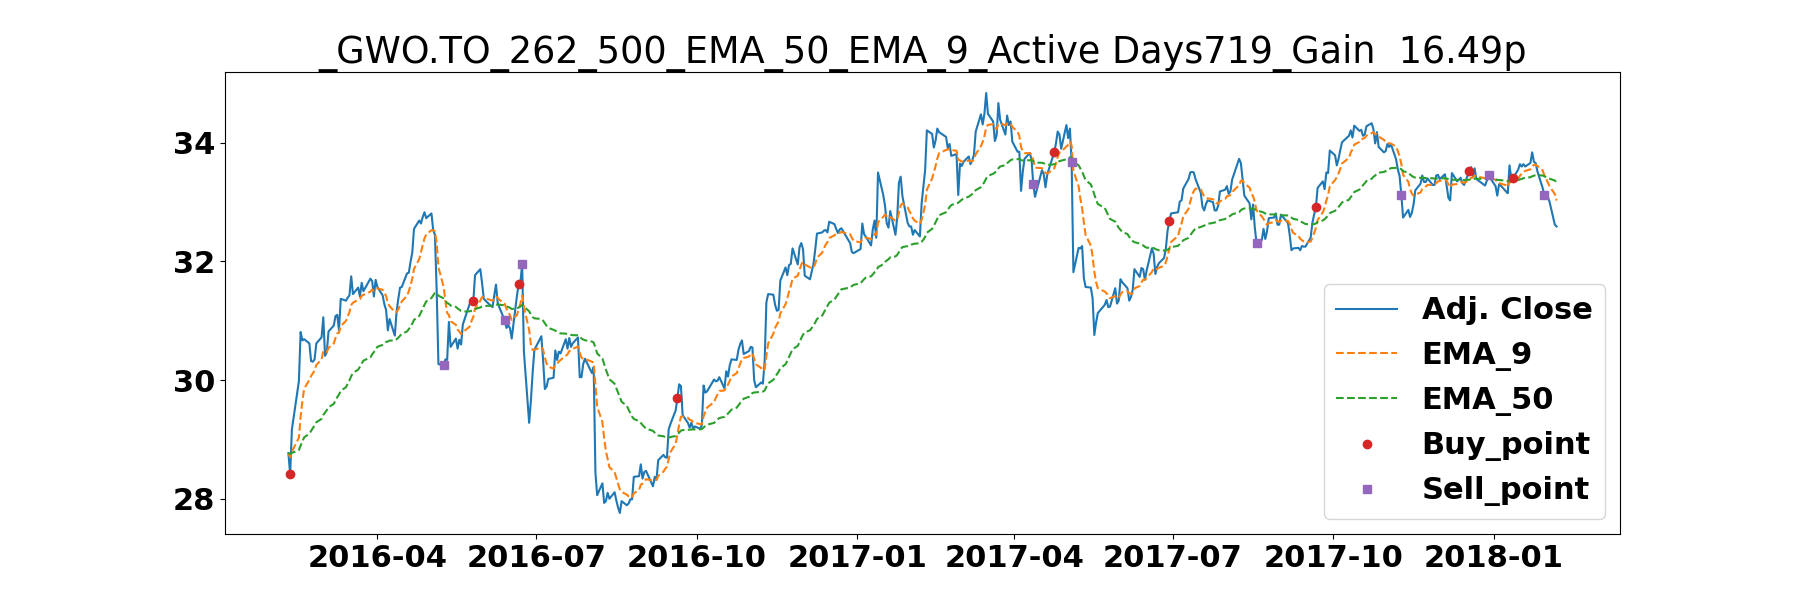 _GWO.TO_262_500_EMA_50_EMA_9_Active Days719_Gain  16.49p
34
32
30
28
Adj. Close
EMA_9
EMA_50
Buy_point
Sell_point
2016-04 2016-07 2016-10 2017-01 2017-04 2017-07 2017-10 2018-01